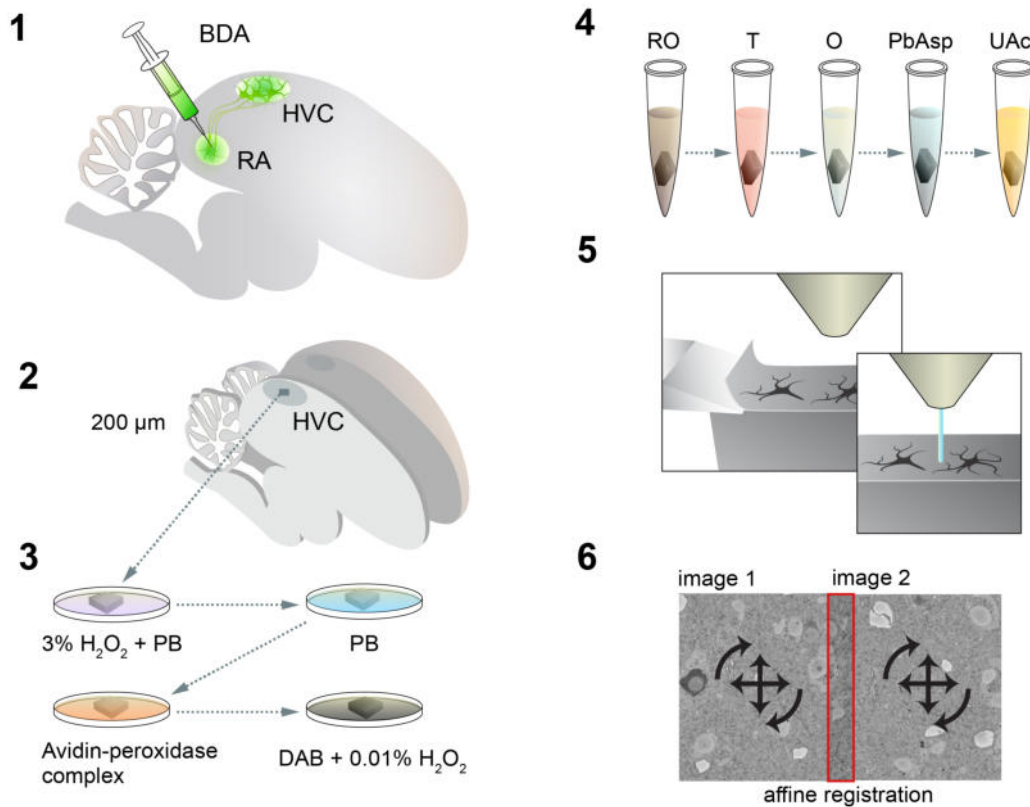 1
BDA
HVC
RA
2
200 µm
HVC
3
3% H₂O₂ + PB
PB
Avidin-peroxidase
complex
DAB + 0.01% H₂O₂
4
RO T O PbAsp UAc
5
6
image 1 image 2
affine registration